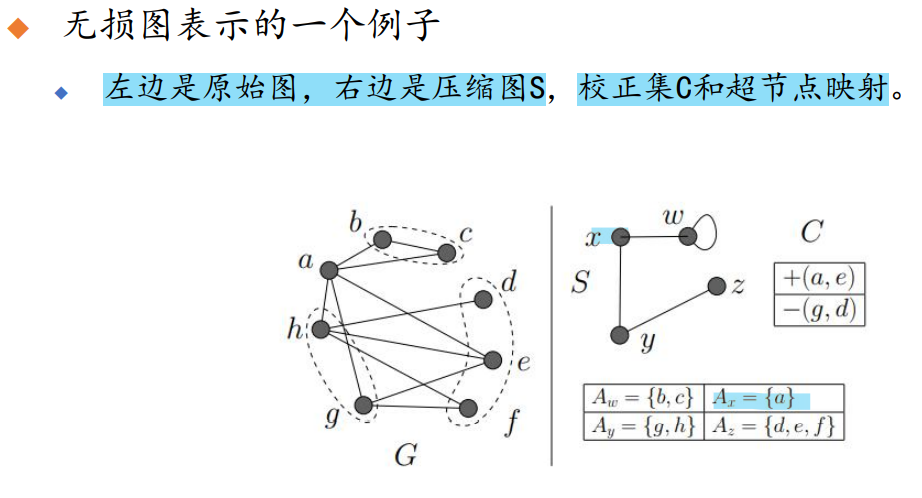 无损图表示的一个例子
左边是原始图，右边是压缩图S，校正集C和超节点映射。
b
c
a
d
h
e
g
f
G
x
w
S
z
y
C
+(a, e)
−(g, d)
A_w = {b, c} A_x = {a}
A_y = {g, h} A_z = {d, e, f}